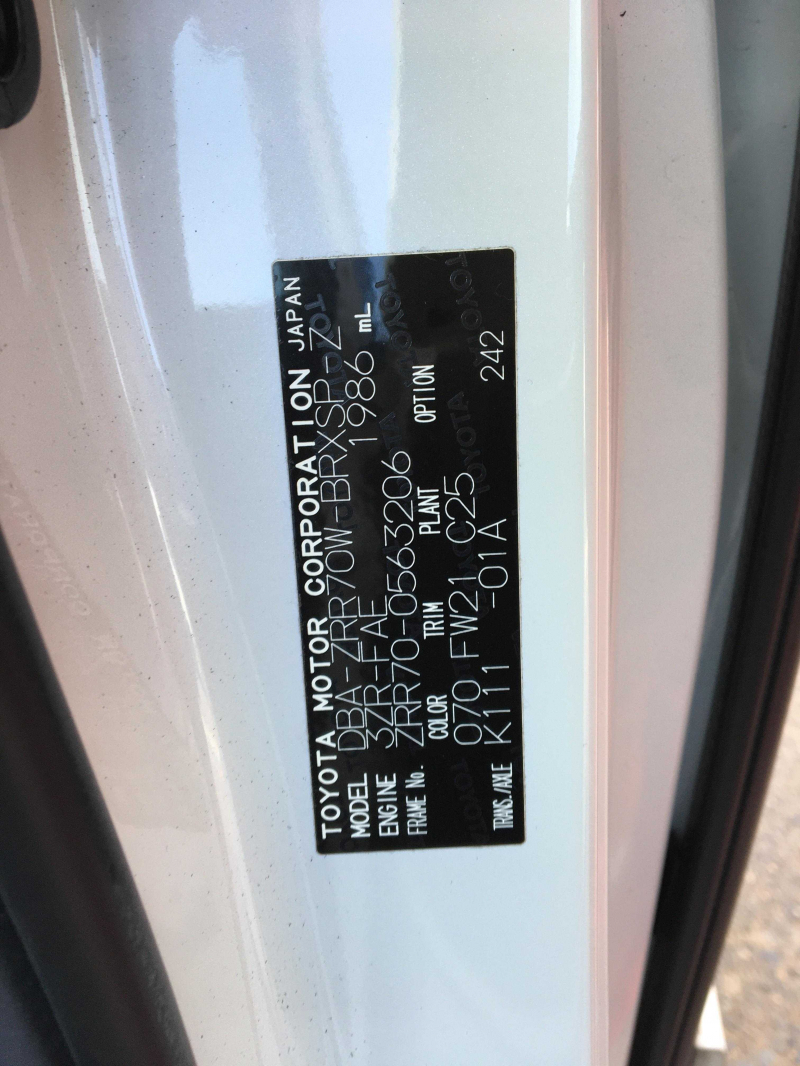 TOYOTA MOTOR CORPORATION JAPAN
MODEL DBA-ZRR70W-BRXSP-Z
ENGINE 3ZR-FAE 1986 mL
FRAME No. ZRR70-0563206
COLOR TRIM PLANT OPTION
070 FW21 C25 242
TRANS./AXLE K111 -01A